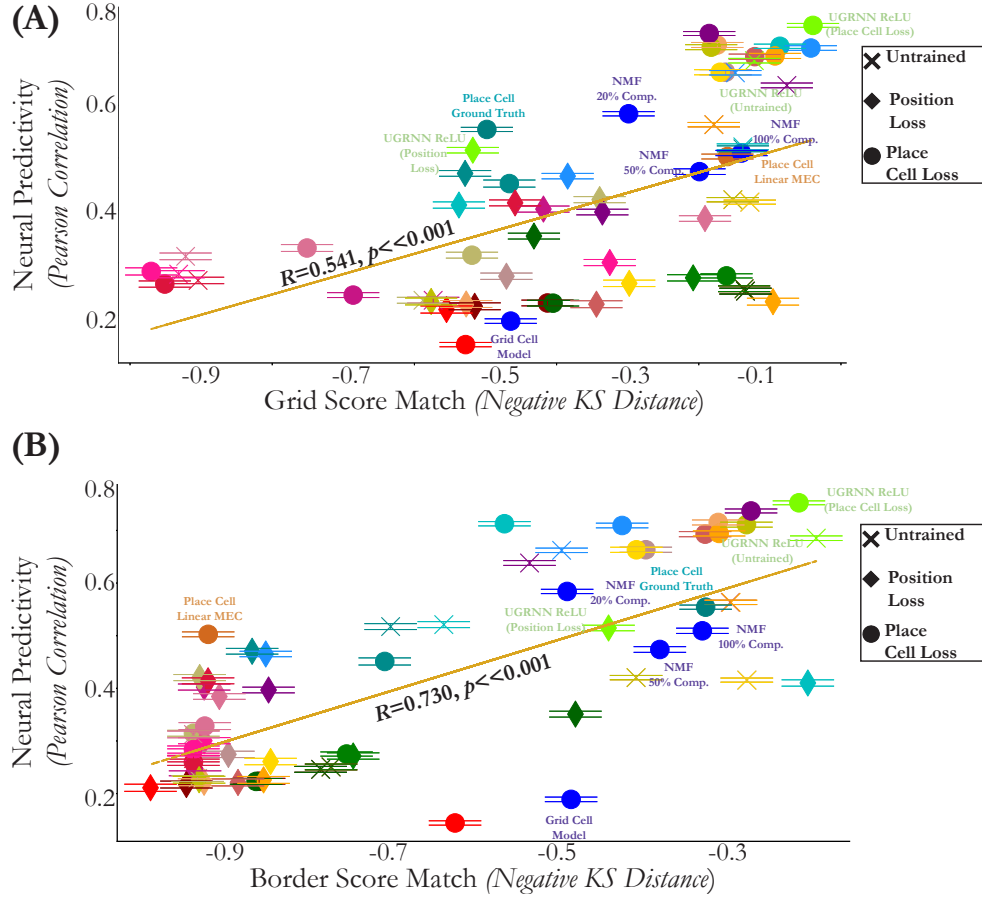 (A)
0.8
0.6
0.4
0.2
Neural Predictivity
(Pearson Correlation)
UGRNN ReLU
(Place Cell Loss)
NMF
20% Comp.
Place Cell
Ground Truth
UGRNN ReLU
(Untrained)
UGRNN ReLU
(Position
Loss)
NMF
100% Comp.
NMF
50% Comp.
Place Cell
Linear MEC
R=0.541, p<<0.001
Grid Cell
Model
-0.9
-0.7
-0.5
-0.3
-0.1
Grid Score Match (Negative KS Distance)
Untrained
Position
Loss
Place
Cell Loss
(B)
0.8
0.6
0.4
0.2
Neural Predictivity
(Pearson Correlation)
UGRNN ReLU
(Place Cell Loss)
UGRNN ReLU
(Untrained)
Place Cell
Ground Truth
NMF
20% Comp.
Place Cell
Linear MEC
UGRNN ReLU
(Position Loss)
NMF
100% Comp.
NMF
50% Comp.
R=0.730, p<<0.001
Grid Cell
Model
-0.9
-0.7
-0.5
-0.3
Border Score Match (Negative KS Distance)
Untrained
Position
Loss
Place
Cell Loss